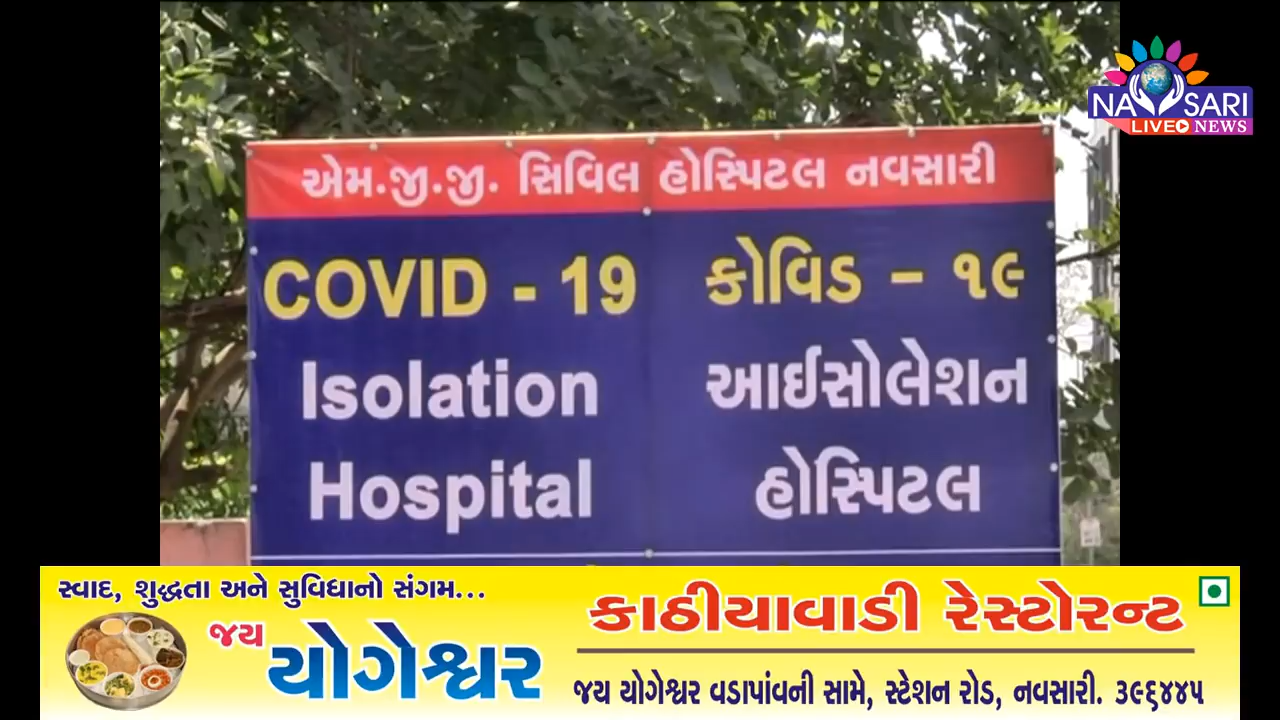 NAVSARI
LIVE NEWS
એમ.જી.જી. સિવિલ હોસ્પિટલ નવસારી
COVID - 19 કોવિડ – ૧૯
Isolation આઈસોલેશન
Hospital હોસ્પિટલ
સ્વાદ, શુદ્ધતા અને સુવિધાનો સંગમ...
જય
યોગેશ્વર
કાઠીયાવાડી રેસ્ટોરન્ટ
જય યોગેશ્વર વડાપાંવની સામે, સ્ટેશન રોડ, નવસારી. ૩૯૬૪૪૫